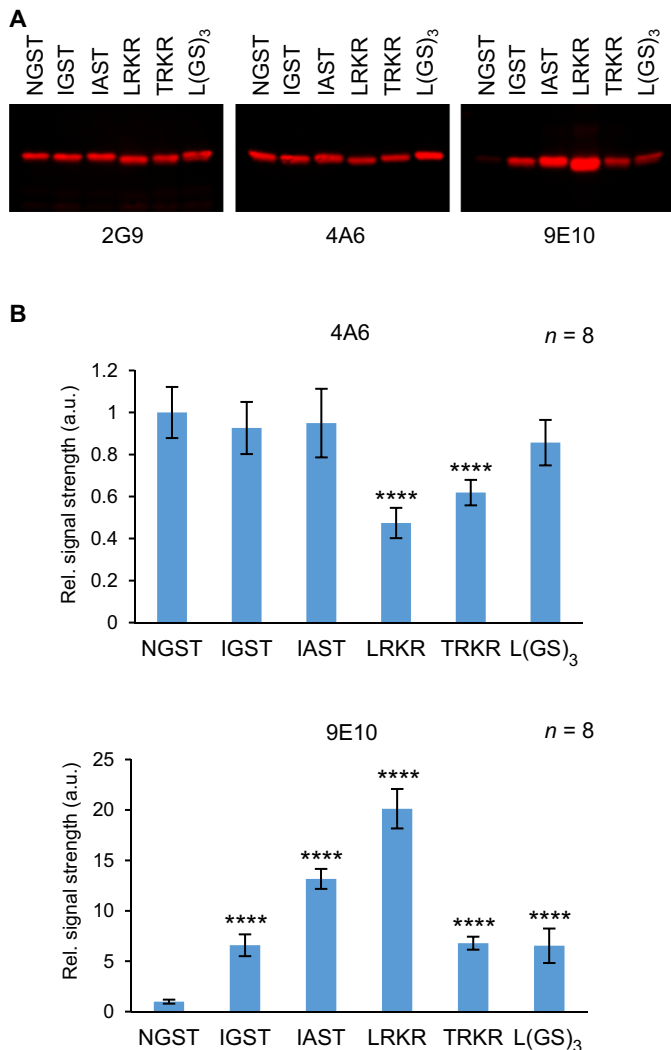 A
NGST IGST IAST LRKR TRKR L(GS)3 NGST IGST IAST LRKR TRKR L(GS)3 NGST IGST IAST LRKR TRKR L(GS)3
2G9 4A6 9E10
B
4A6 n = 8
Rel. signal strength (a.u.)
1.2
1
0.8
0.6
0.4
0.2
0
**** ****
NGST IGST IAST LRKR TRKR L(GS)3
9E10 n = 8
Rel. signal strength (a.u.)
25
20
15
10
5
0
**** **** **** **** ****
NGST IGST IAST LRKR TRKR L(GS)3